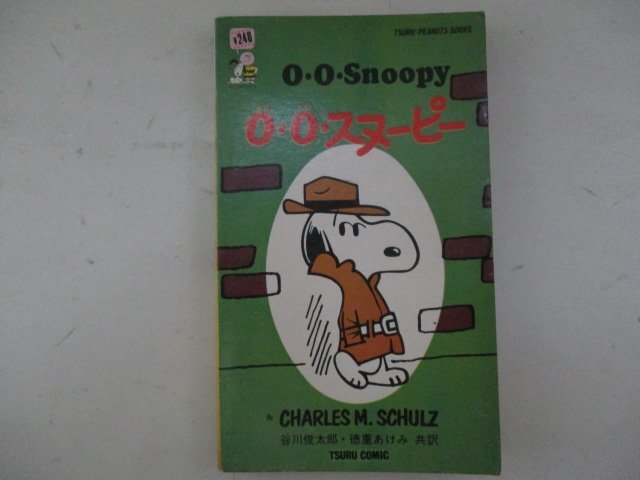 TSURU PEANUTS BOOKS
¥240
O・O・Snoopy
O・O・スヌーピー
CHARLES M. SCHULZ
谷川俊太郎・徳重あけみ 共訳
TSURU COMIC